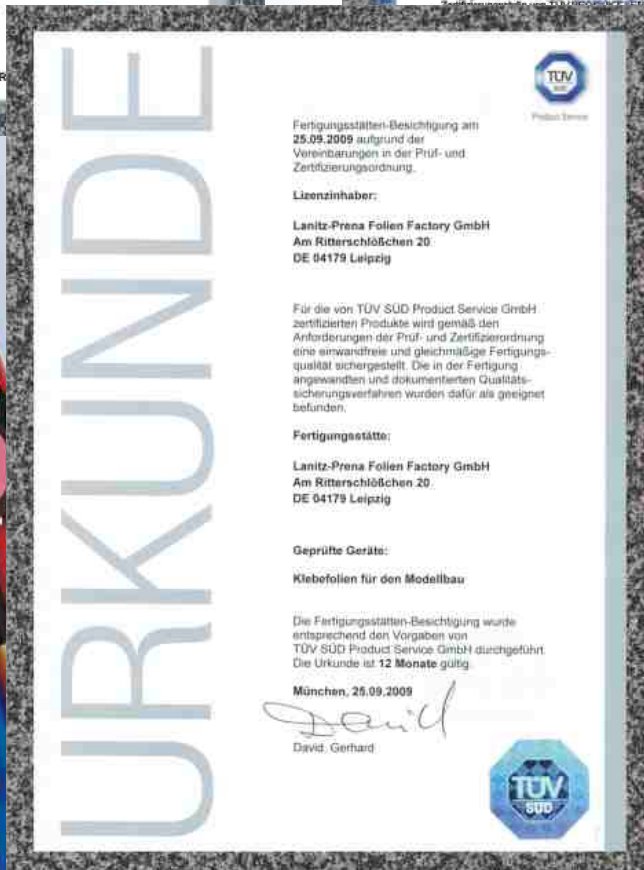 Zertifizierungsstelle von TÜV
URKUNDE
TÜV
SÜD
Product Service
Fertigungsstätten-Besichtigung am
25.09.2009 aufgrund der
Vereinbarungen in der Prüf- und
Zertifizierungsordnung.
Lizenzinhaber:
Lanitz-Prena Folien Factory GmbH
Am Ritterschlößchen 20
DE 04179 Leipzig
Für die von TÜV SÜD Product Service GmbH
zertifizierten Produkte wird gemäß den
Anforderungen der Prüf- und Zertifizierordnung
eine einwandfreie und gleichmäßige Fertigungs-
qualität sichergestellt. Die in der Fertigung
angewandten und dokumentierten Qualitäts-
sicherungsverfahren wurden dafür als geeignet
befunden.
Fertigungsstätte:
Lanitz-Prena Folien Factory GmbH
Am Ritterschlößchen 20
DE 04179 Leipzig
Geprüfte Geräte:
Klebefolien für den Modellbau
Die Fertigungsstätten-Besichtigung wurde
entsprechend den Vorgaben von
TÜV SÜD Product Service GmbH durchgeführt.
Die Urkunde ist 12 Monate gültig.
München, 25.09.2009
David
David, Gerhard
TÜV
SÜD